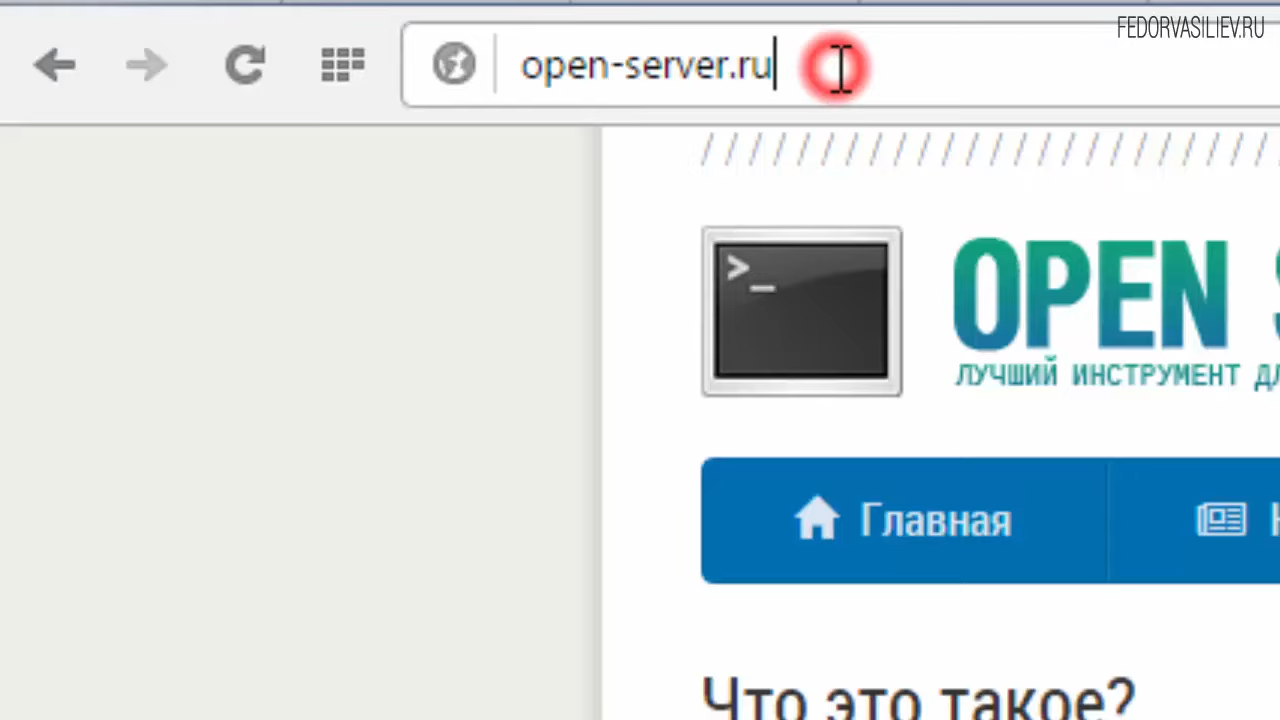 FEDORVASILIEV.RU
open-server.ru
>_
OPEN
ЛУЧШИЙ ИНСТРУМЕНТ
Главная
Что это такое?